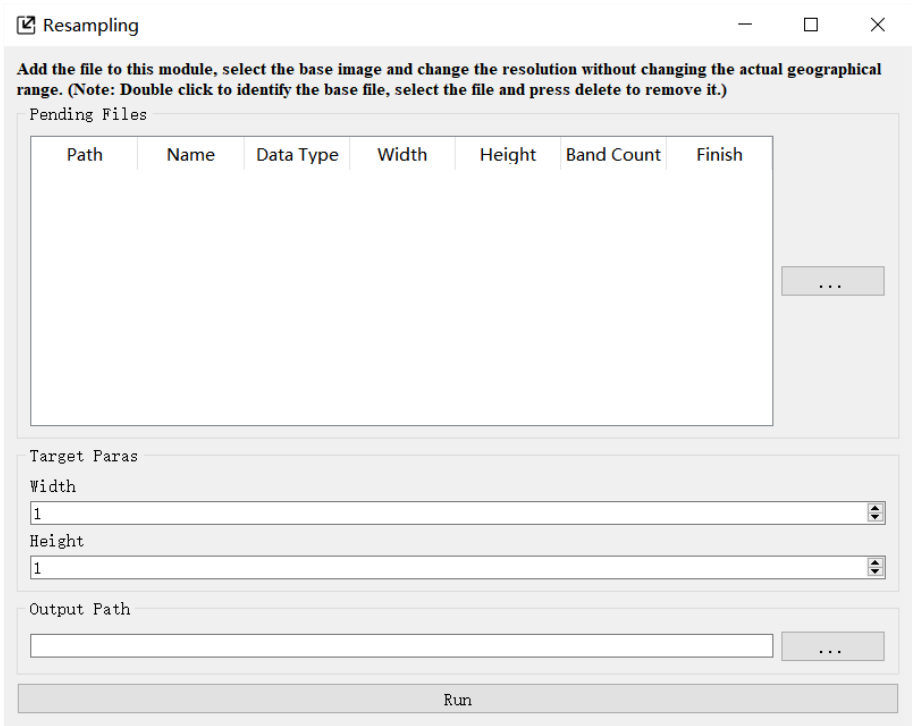 Resampling
Add the file to this module, select the base image and change the resolution without changing the actual geographical
range. (Note: Double click to identify the base file, select the file and press delete to remove it.)
Pending Files
Path Name Data Type Width Height Band Count Finish
...
Target Paras
Width
1
Height
1
Output Path
...
Run